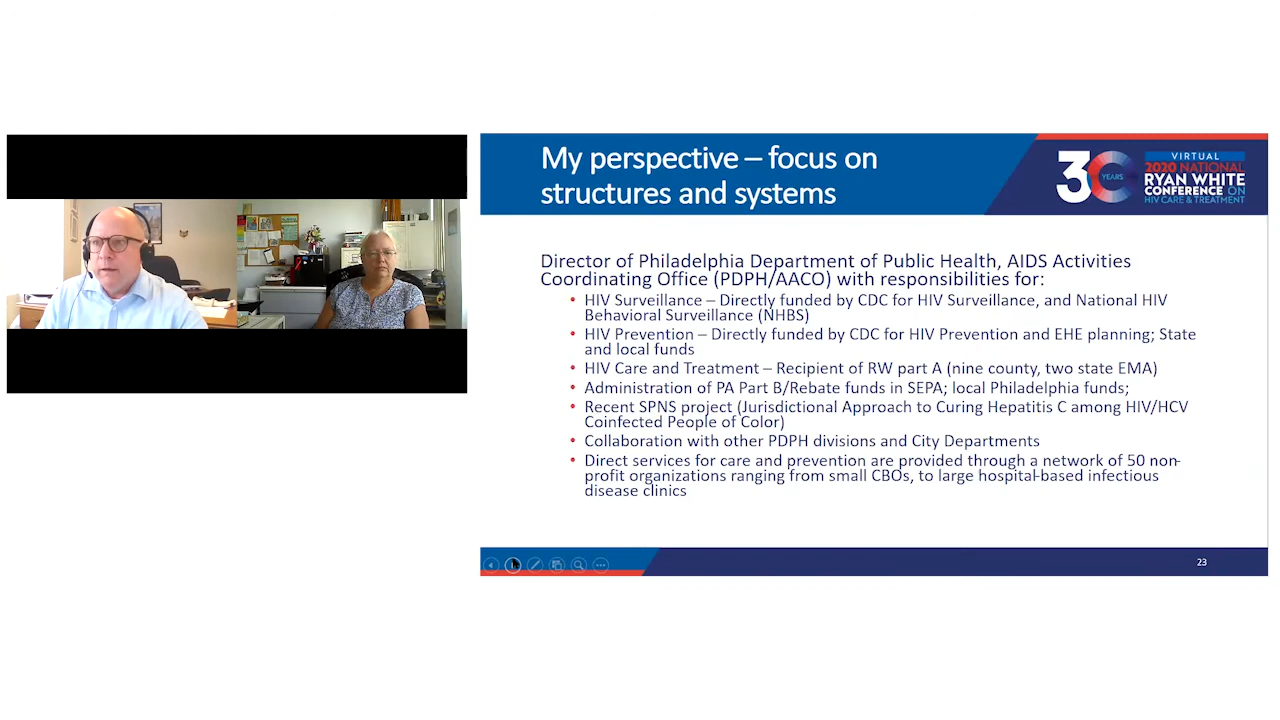 My perspective – focus on
structures and systems
3C
YEARS
VIRTUAL
2020 NATIONAL
RYAN WHITE
CONFERENCE ON
HIV CARE & TREATMENT
Director of Philadelphia Department of Public Health, AIDS Activities
Coordinating Office (PDPH/AACO) with responsibilities for:
• HIV Surveillance – Directly funded by CDC for HIV Surveillance, and National HIV
Behavioral Surveillance (NHBS)
• HIV Prevention – Directly funded by CDC for HIV Prevention and EHE planning; State
and local funds
• HIV Care and Treatment – Recipient of RW part A (nine county, two state EMA)
• Administration of PA Part B/Rebate funds in SEPA; local Philadelphia funds;
• Recent SPNS project (Jurisdictional Approach to Curing Hepatitis C among HIV/HCV
Coinfected People of Color)
• Collaboration with other PDPH divisions and City Departments
• Direct services for care and prevention are provided through a network of 50 non-
profit organizations ranging from small CBOs, to large hospital-based infectious
disease clinics
23